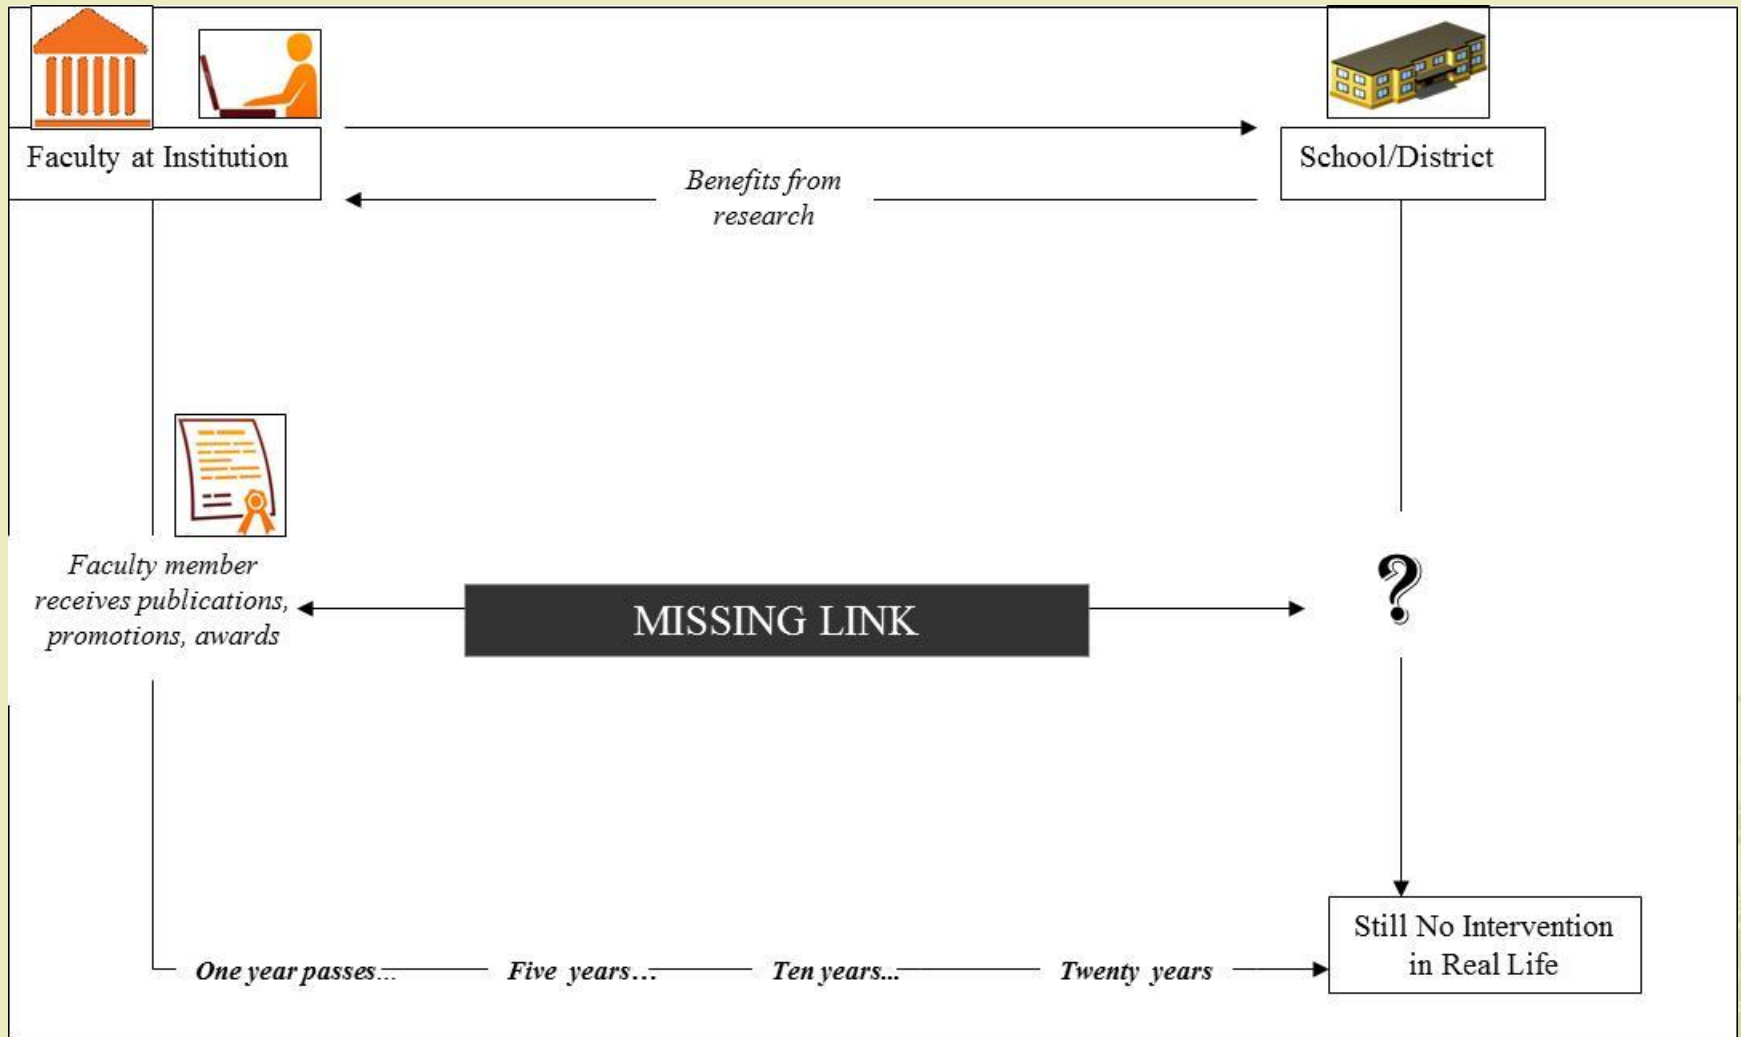 Faculty at Institution
School/District
Benefits from
research
Faculty member
receives publications,
promotions, awards
MISSING LINK
?
Still No Intervention
in Real Life
One year passes...
Five years...
Ten years...
Twenty years